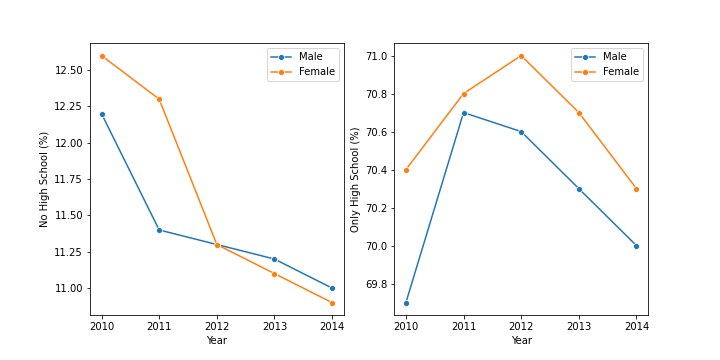 No High School (%)
12.50
12.25
12.00
11.75
11.50
11.25
11.00
2010 2011 2012 2013 2014
Year
Male
Female
Only High School (%)
71.0
70.8
70.6
70.4
70.2
70.0
69.8
2010 2011 2012 2013 2014
Year
Male
Female